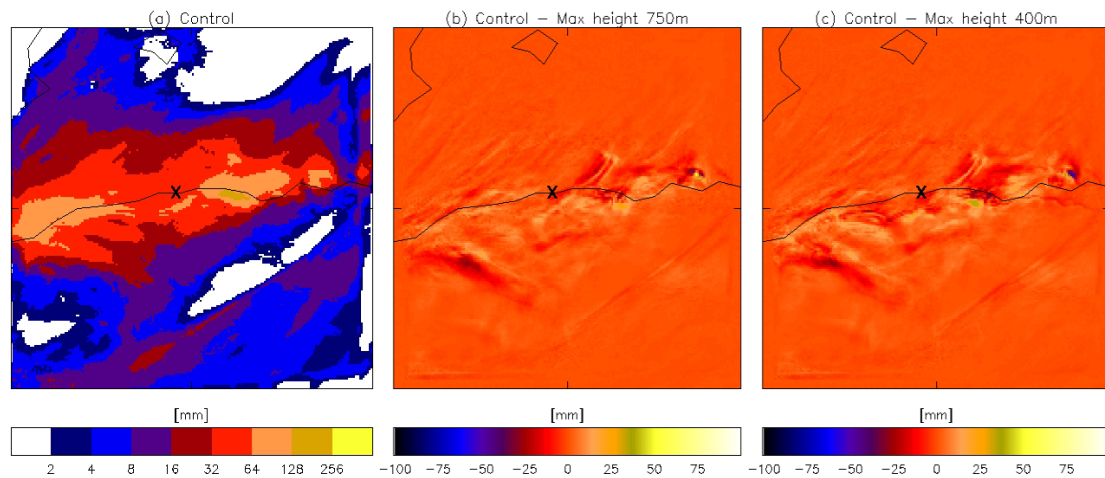 (a) Control
(b) Control − Max height 750m
(c) Control − Max height 400m
X
X
X
[mm]
[mm]
[mm]
2 4 8 16 32 64 128 256
−100 −75 −50 −25 0 25 50 75
−100 −75 −50 −25 0 25 50 75